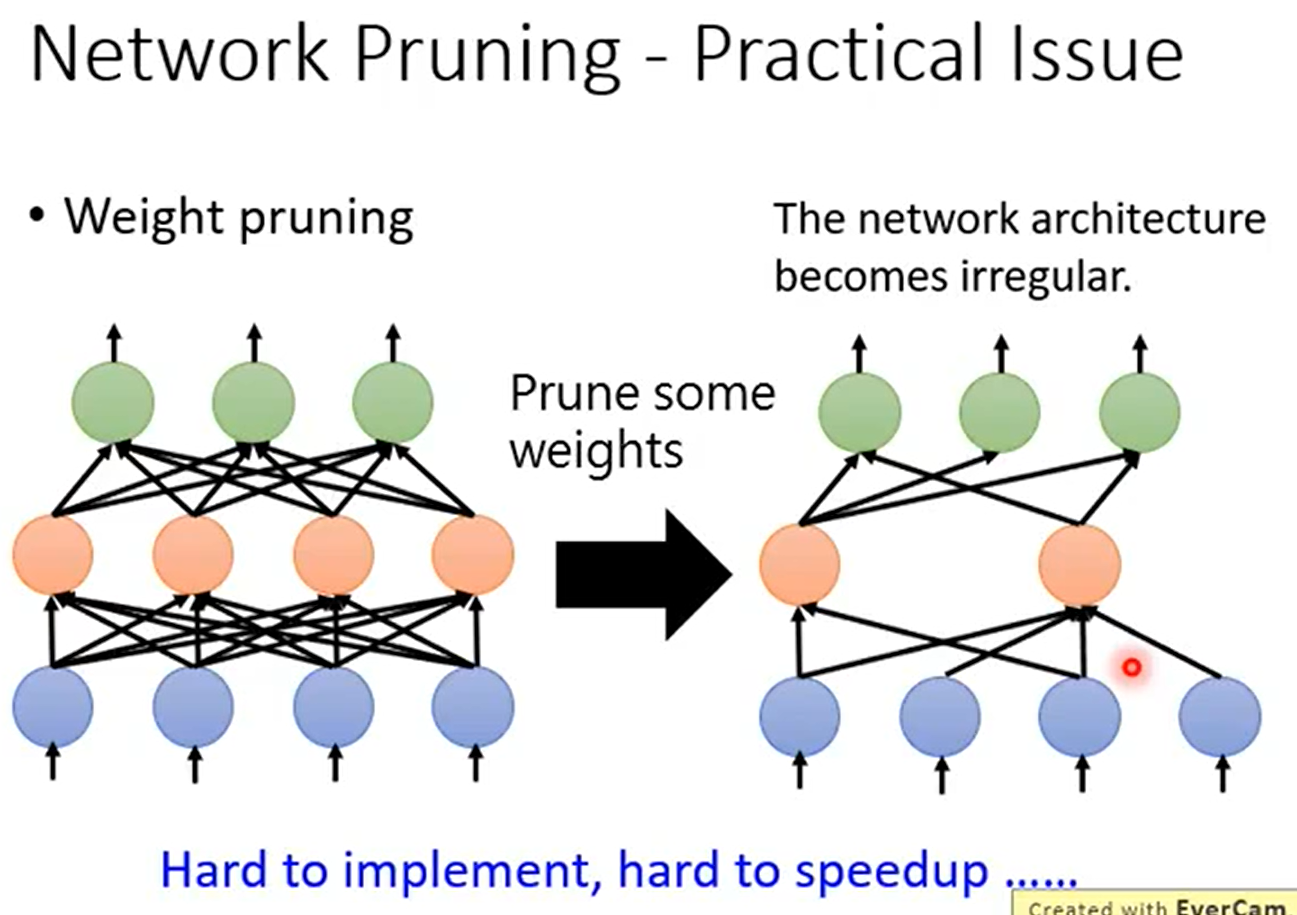 Network Pruning - Practical Issue
• Weight pruning
The network architecture
becomes irregular.
Prune some
weights
Hard to implement, hard to speedup ……
Created with EverCam